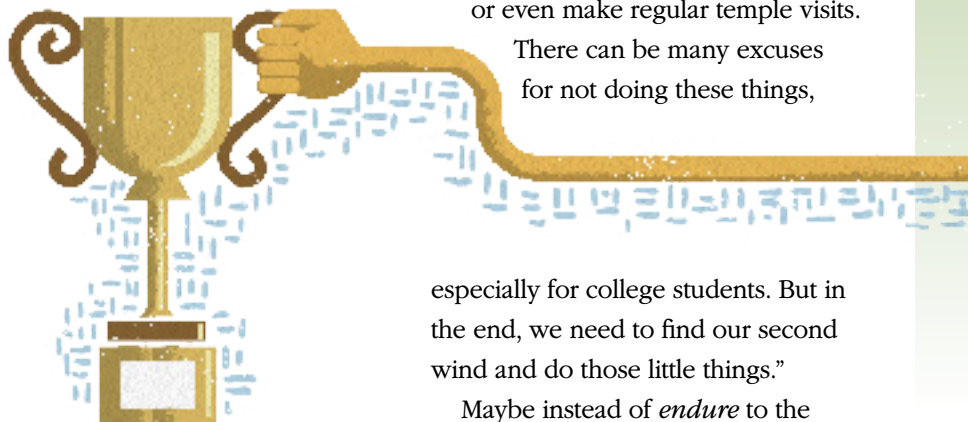 or even make regular temple visits.
There can be many excuses
for not doing these things,
especially for college students. But in
the end, we need to find our second
wind and do those little things.”
Maybe instead of endure to the